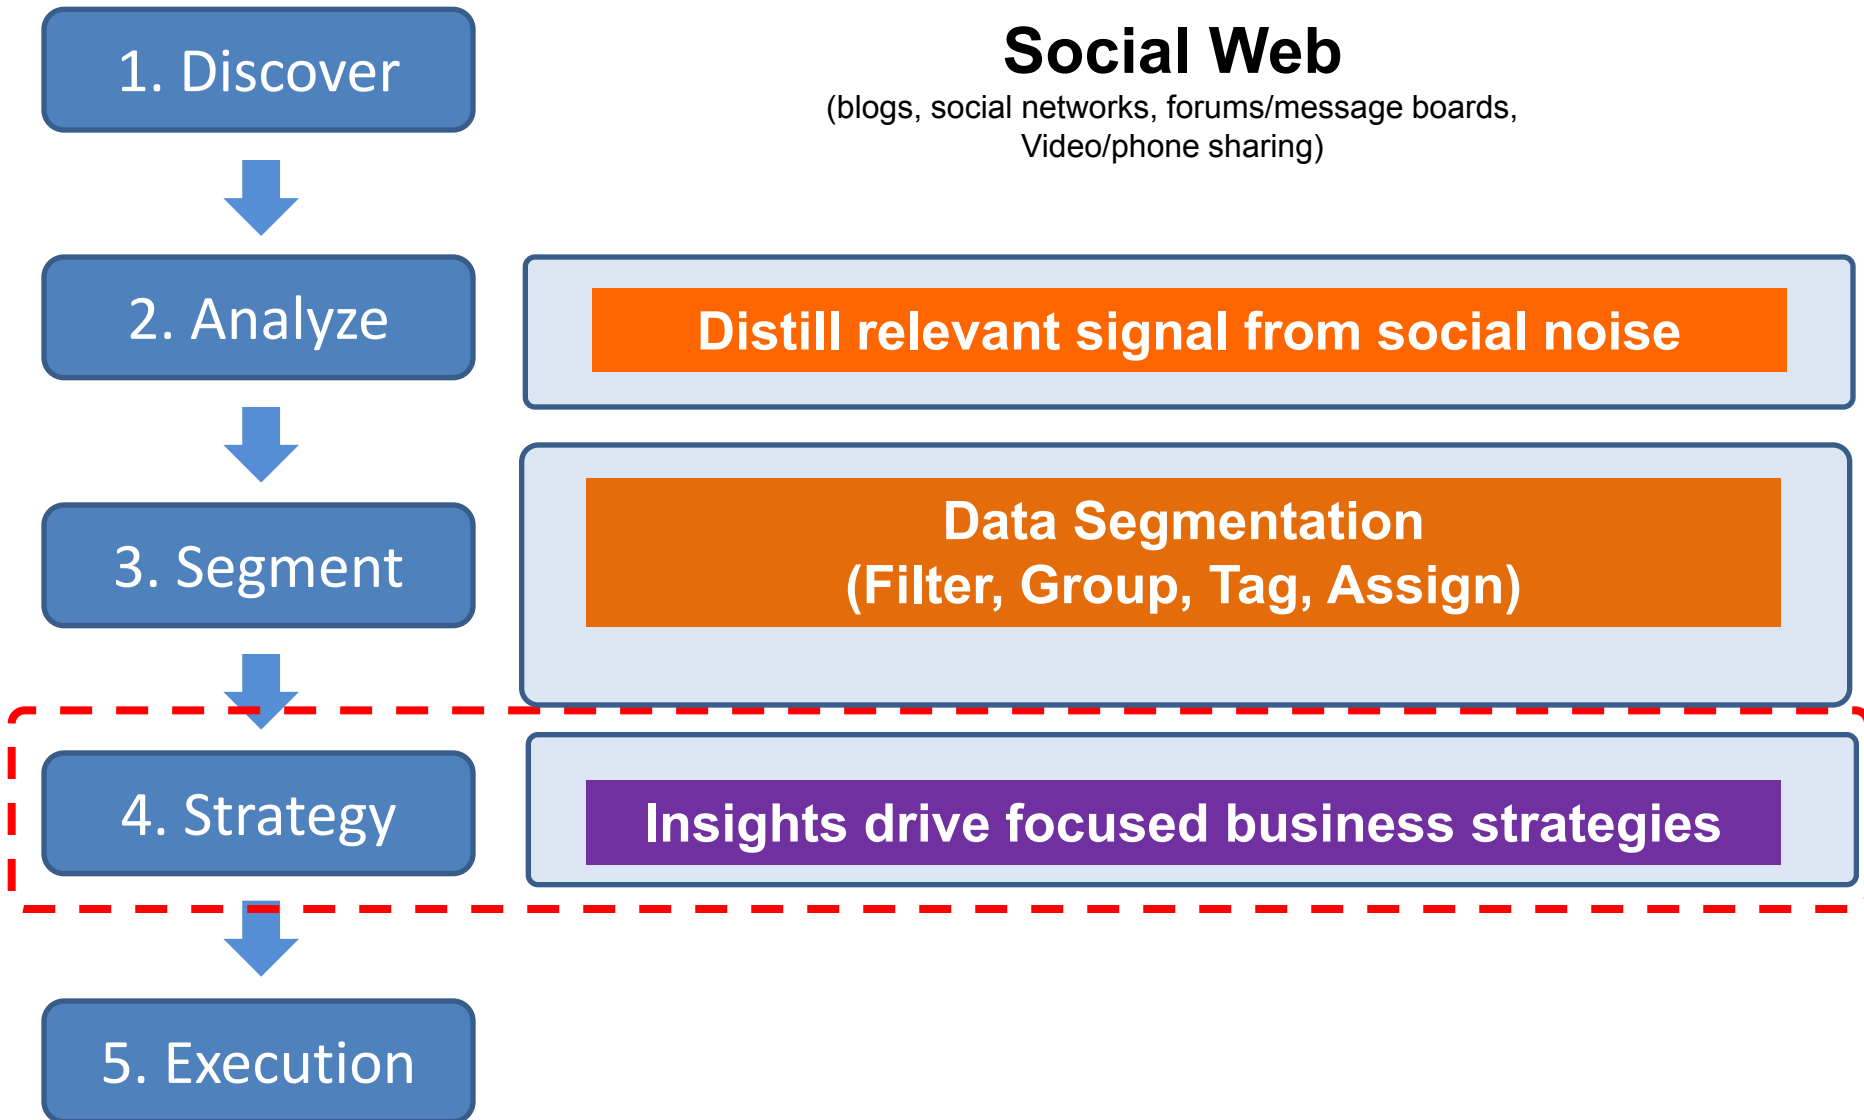 1. Discover
Social Web
(blogs, social networks, forums/message boards,
Video/phone sharing)
2. Analyze
Distill relevant signal from social noise
3. Segment
Data Segmentation
(Filter, Group, Tag, Assign)
4. Strategy
Insights drive focused business strategies
5. Execution